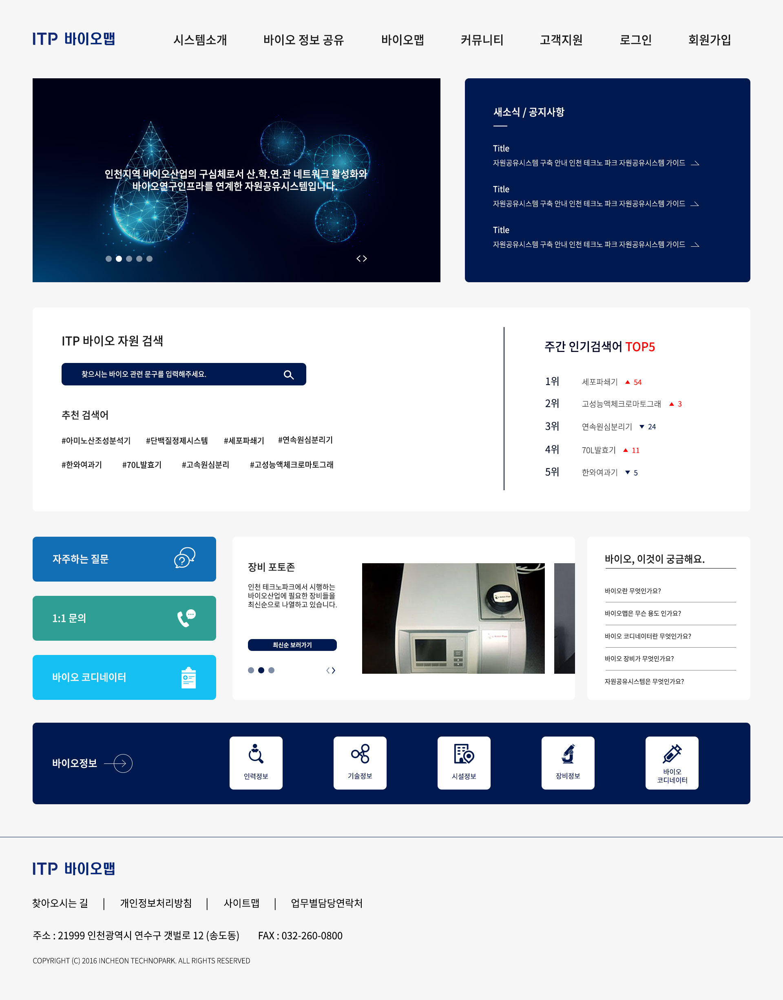 ITP 바이오맵
시스템소개
바이오 정보 공유
바이오맵
커뮤니티
고객지원
로그인
회원가입
인천지역 바이오산업의 구심체로서 산.학.연.관 네트워크 활성화와
바이오연구인프라를 연계한 자원공유시스템입니다.
새소식 / 공지사항
Title
자원공유시스템 구축 안내 인천 테크노 파크 자원공유시스템 가이드
Title
자원공유시스템 구축 안내 인천 테크노 파크 자원공유시스템 가이드
Title
자원공유시스템 구축 안내 인천 테크노 파크 자원공유시스템 가이드
ITP 바이오 자원 검색
찾으시는 바이오 관련 문구를 입력해주세요.
추천 검색어
#아미노산조성분석기 #단백질정제시스템 #세포파쇄기 #연속원심분리기
#한와여과기 #70L발효기 #고속원심분리 #고성능액체크로마토그래
주간 인기검색어 TOP5
1위 세포파쇄기 ▲ 54
2위 고성능액체크로마토그래 ▲ 3
3위 연속원심분리기 ▼ 24
4위 70L발효기 ▲ 11
5위 한와여과기 ▼ 5
자주하는 질문
1:1 문의
바이오 코디네이터
장비 포토존
인천 테크노파크에서 시행하는
바이오산업에 필요한 장비들을
최신순으로 나열하고 있습니다.
최신순 보러가기
바이오, 이것이 궁금해요.
바이오란 무엇인가요?
바이오맵은 무슨 용도 인가요?
바이오 코디네이터란 무엇인가요?
바이오 장비가 무엇인가요?
자원공유시스템은 무엇인가요?
바이오정보
인력정보
기술정보
시설정보
장비정보
바이오
코디네이터
ITP 바이오맵
찾아오시는 길 | 개인정보처리방침 | 사이트맵 | 업무별담당연락처
주소 : 21999 인천광역시 연수구 갯벌로 12 (송도동) FAX : 032-260-0800
COPYRIGHT (C) 2016 INCHEON TECHNOPARK. ALL RIGHTS RESERVED